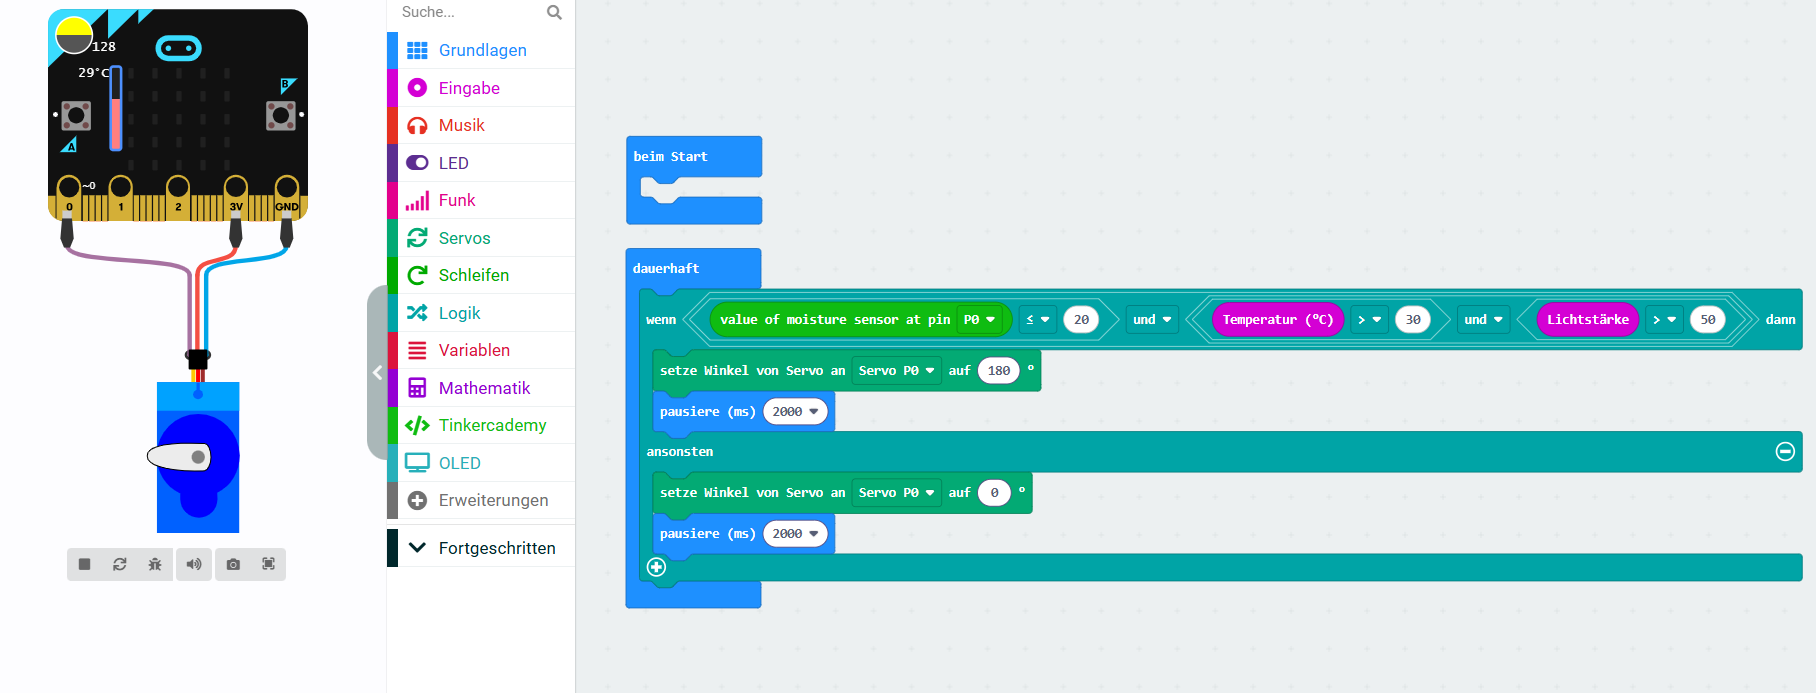 128
29°C
B
A
~0
0 1 2 3V GND
Suche...
Grundlagen
Eingabe
Musik
LED
Funk
Servos
Schleifen
Logik
Variablen
Mathematik
Tinkercademy
OLED
Erweiterungen
Fortgeschritten
beim Start
dauerhaft
wenn value of moisture sensor at pin P0 ≤ 20 und Temperatur (°C) > 30 und Lichtstärke > 50 dann
setze Winkel von Servo an Servo P0 auf 180 °
pausiere (ms) 2000
ansonsten
setze Winkel von Servo an Servo P0 auf 0 °
pausiere (ms) 2000